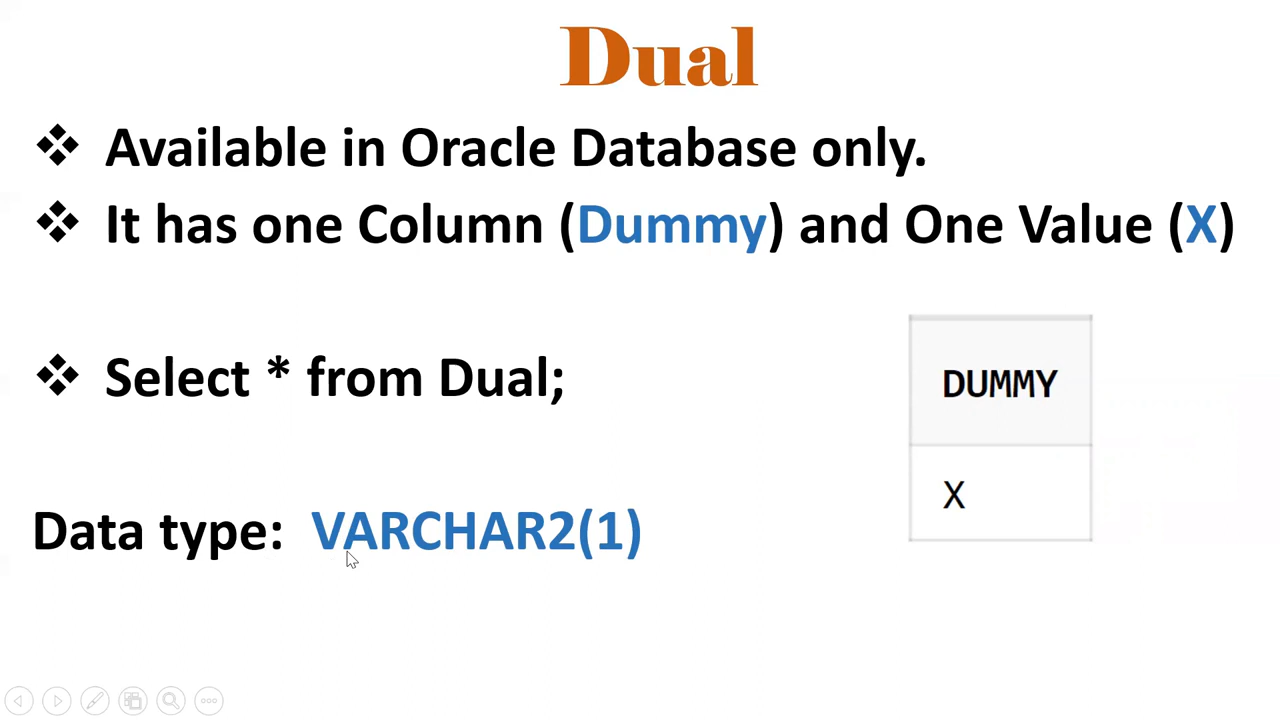 Dual
❖ Available in Oracle Database only.
❖ It has one Column (Dummy) and One Value (X)
❖ Select * from Dual;
DUMMY
X
Data type: VARCHAR2(1)